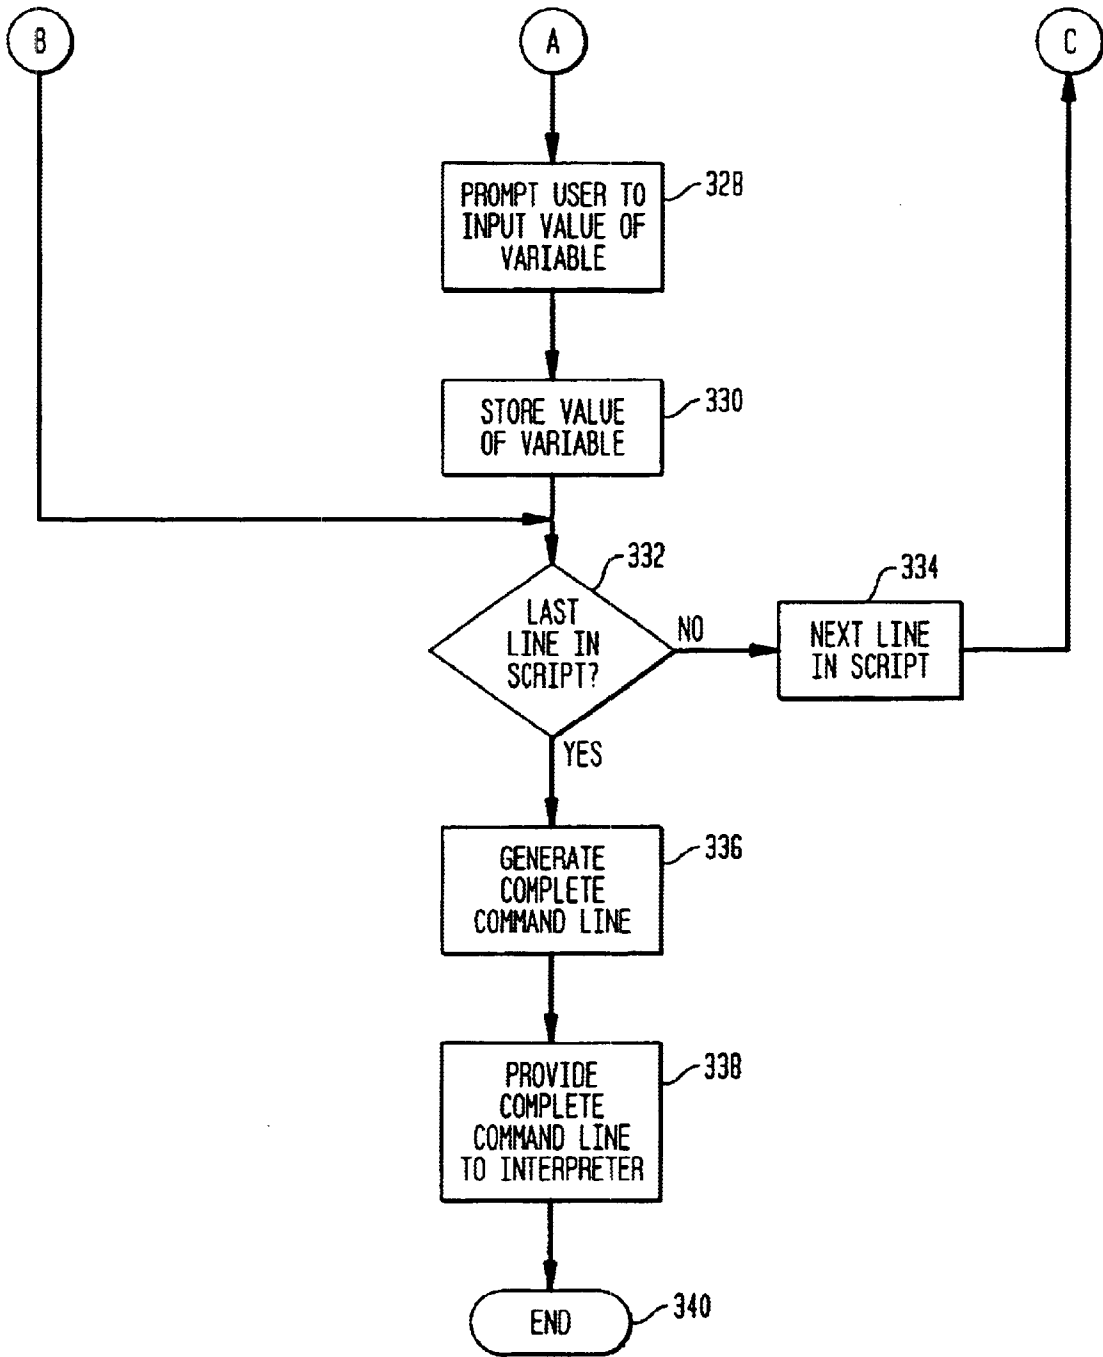 B
A
C
PROMPT USER TO
INPUT VALUE OF
VARIABLE
328
STORE VALUE
OF VARIABLE
330
332
LAST
LINE IN
SCRIPT?
NO
334
NEXT LINE
IN SCRIPT
YES
GENERATE
COMPLETE
COMMAND LINE
336
PROVIDE
COMPLETE
COMMAND LINE
TO INTERPRETER
338
END
340